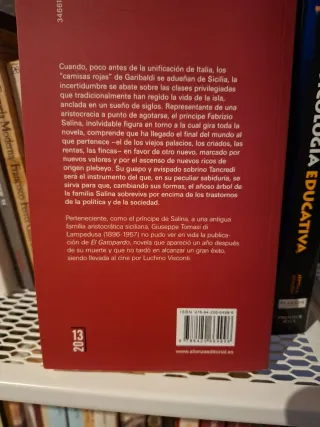 Cuando, poco antes de la unificación de Italia, los
"camisas rojas" de Garibaldi se adueñan de Sicilia, la
incertidumbre se abate sobre las clases privilegiadas
que tradicionalmente han regido la vida de la isla,
anclada en un sueño de siglos. Representante de una
aristocracia a punto de agotarse, el príncipe Fabrizio
Salina, inolvidable figura en torno a la cual gira toda la
novela, comprende que ha llegado el final del mundo al
que pertenece –el de los viejos palacios, los criados, las
rentas, las fincas– en favor de otro nuevo, marcado por
nuevos valores y por el ascenso de nuevos ricos de
origen plebeyo. Su guapo y avispado sobrino Tancredi
será el instrumento del que, en su peculiar sabiduría, se
sirva para que, cambiando sus formas, el añoso árbol de
la familia Salina sobreviva por encima de los trastornos
de la política y de la sociedad.
Perteneciente, como el príncipe de Salina, a una antigua
familia aristocrática siciliana, Giuseppe Tomasi di
Lampedusa (1896-1957) no pudo ver en vida la publica-
ción de El Gatopardo, novela que apareció un año después
de su muerte y que no tardó en alcanzar un gran éxito,
siendo llevada al cine por Luchino Visconti.
13
20
www.alianzaeditorial.es
EDUCATIVA